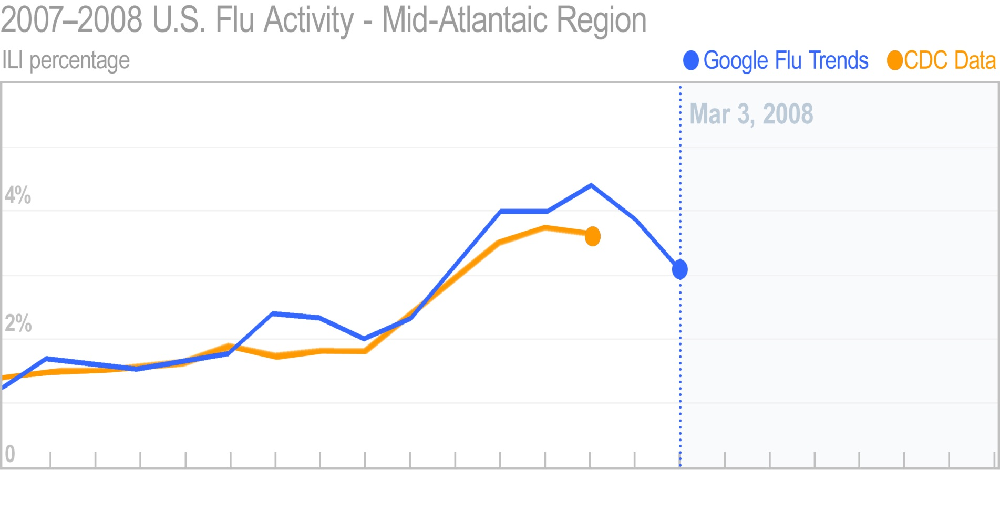 2007–2008 U.S. Flu Activity - Mid-Atlantaic Region
ILI percentage
Google Flu Trends
CDC Data
Mar 3, 2008
4%
2%
0